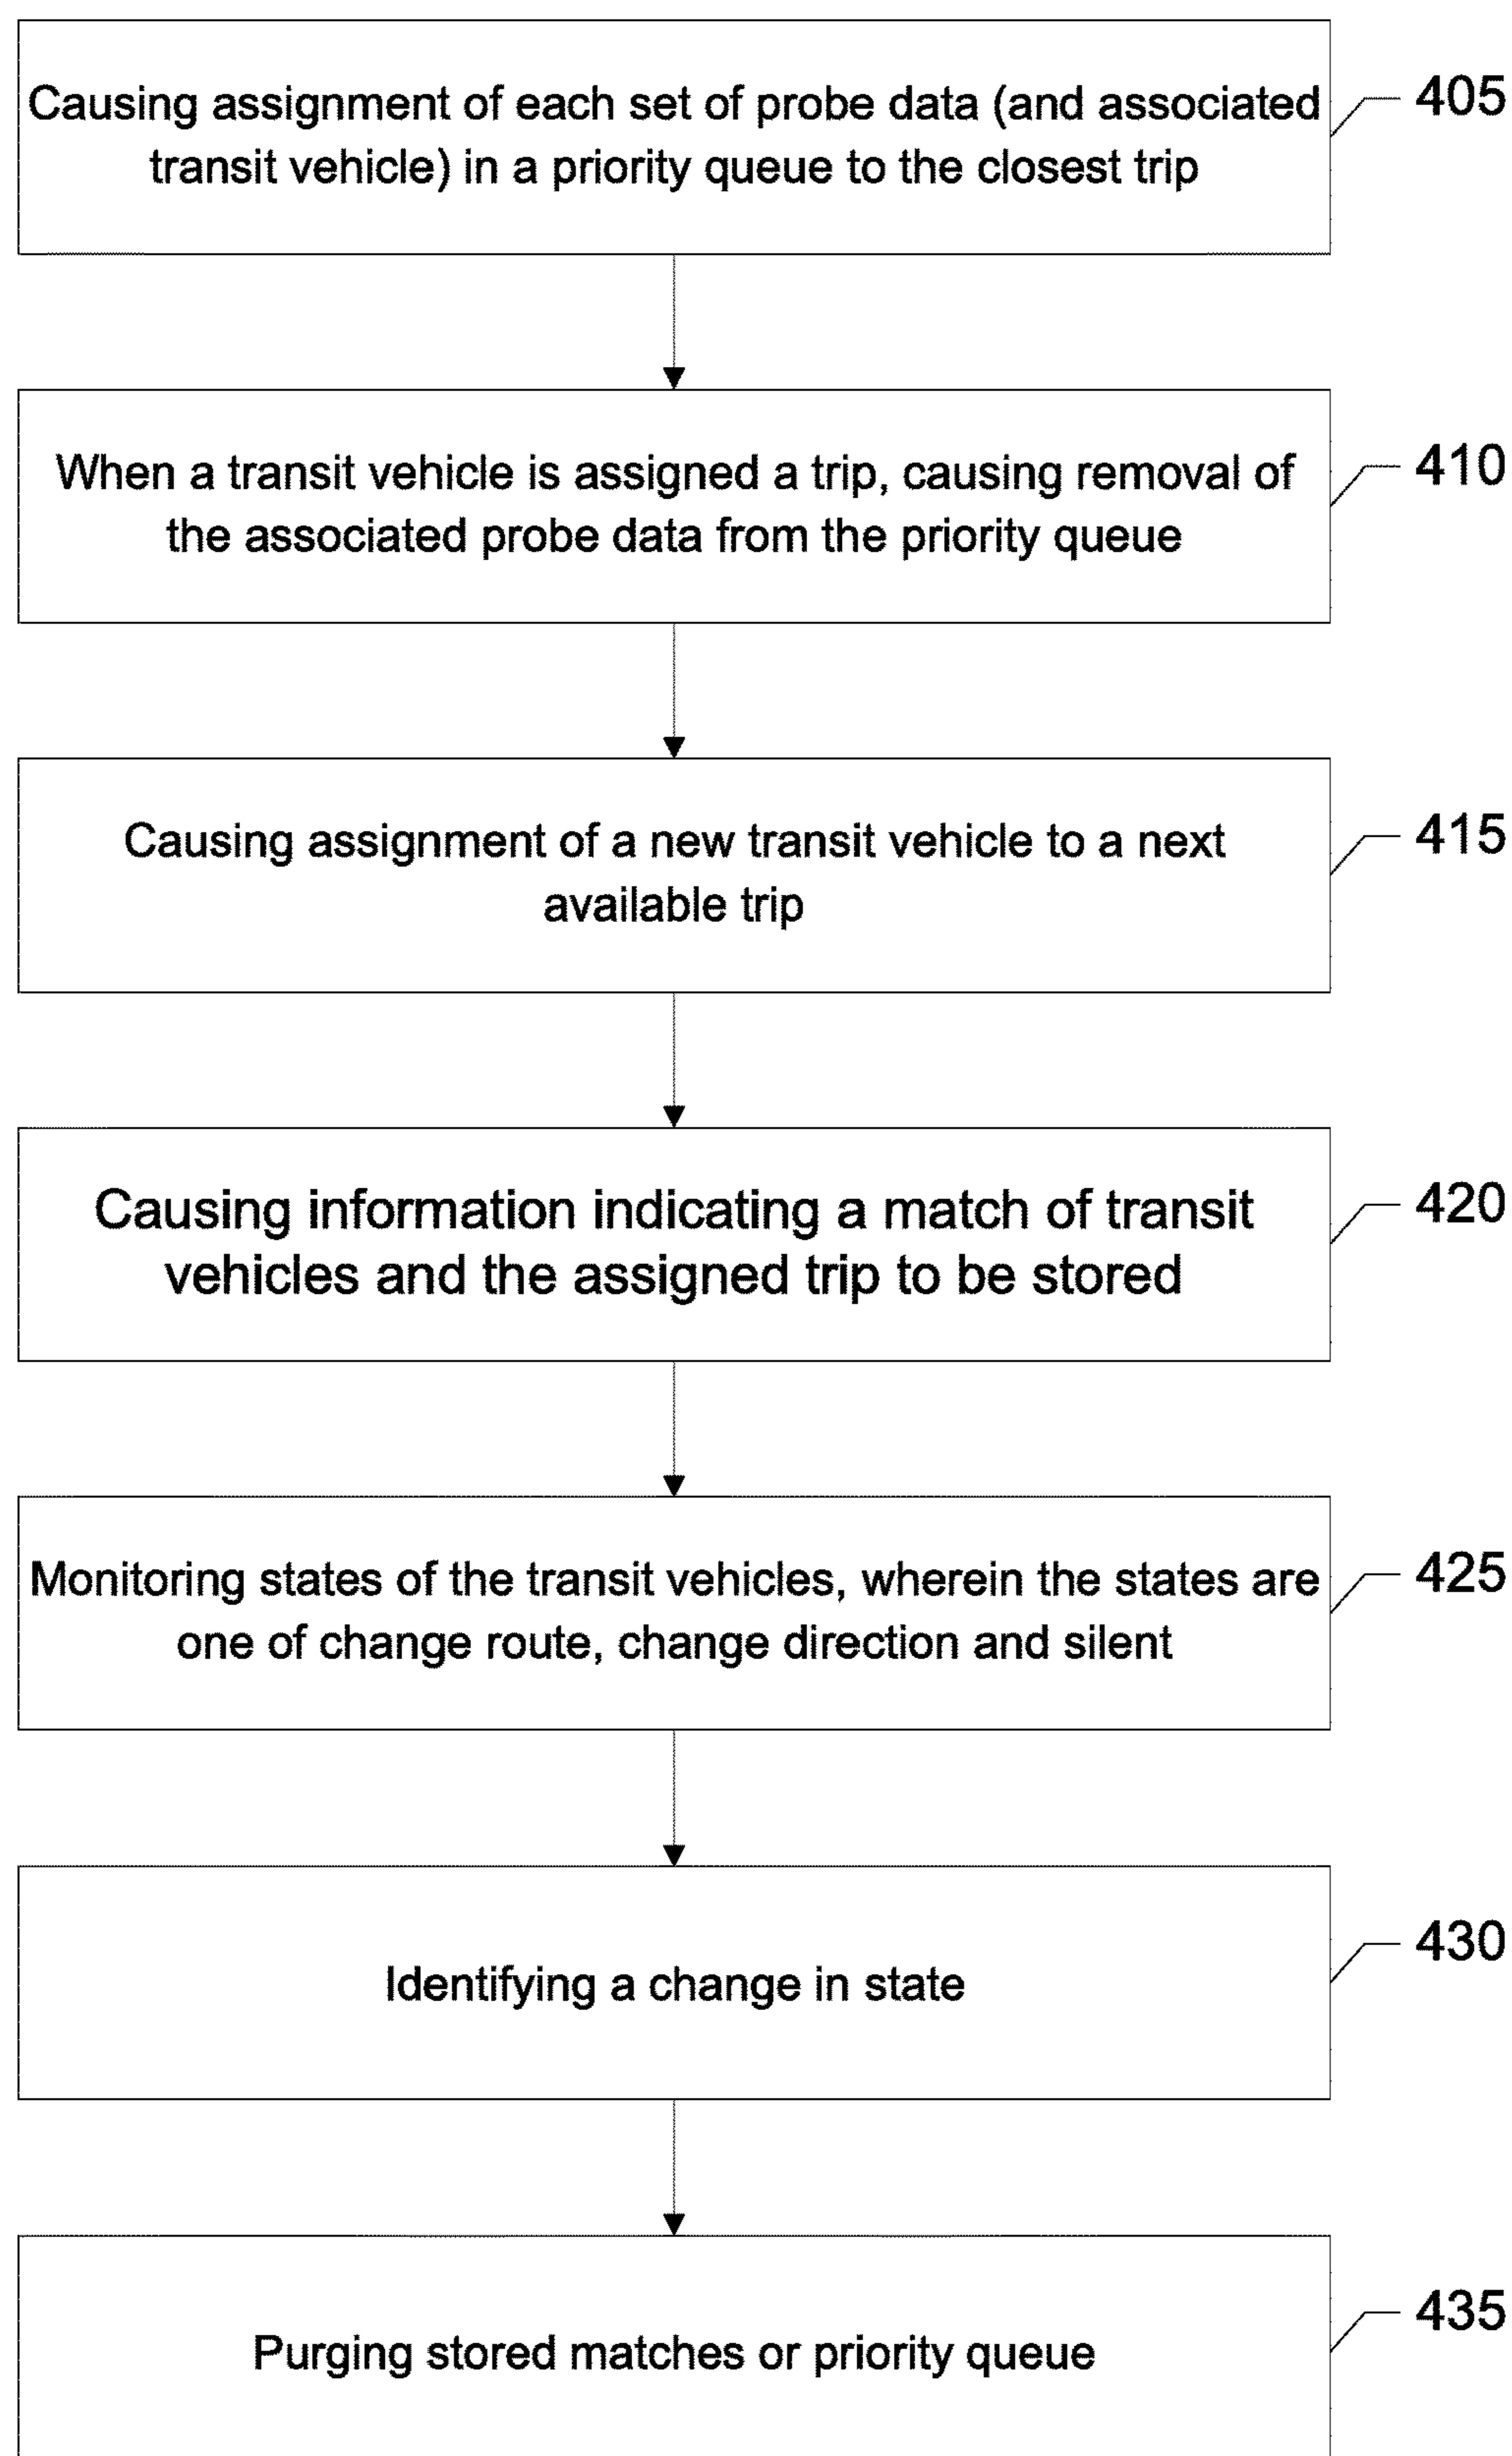 Causing assignment of each set of probe data (and associated
transit vehicle) in a priority queue to the closest trip
405
When a transit vehicle is assigned a trip, causing removal of
the associated probe data from the priority queue
410
Causing assignment of a new transit vehicle to a next
available trip
415
Causing information indicating a match of transit
vehicles and the assigned trip to be stored
420
Monitoring states of the transit vehicles, wherein the states are
one of change route, change direction and silent
425
Identifying a change in state
430
Purging stored matches or priority queue
435